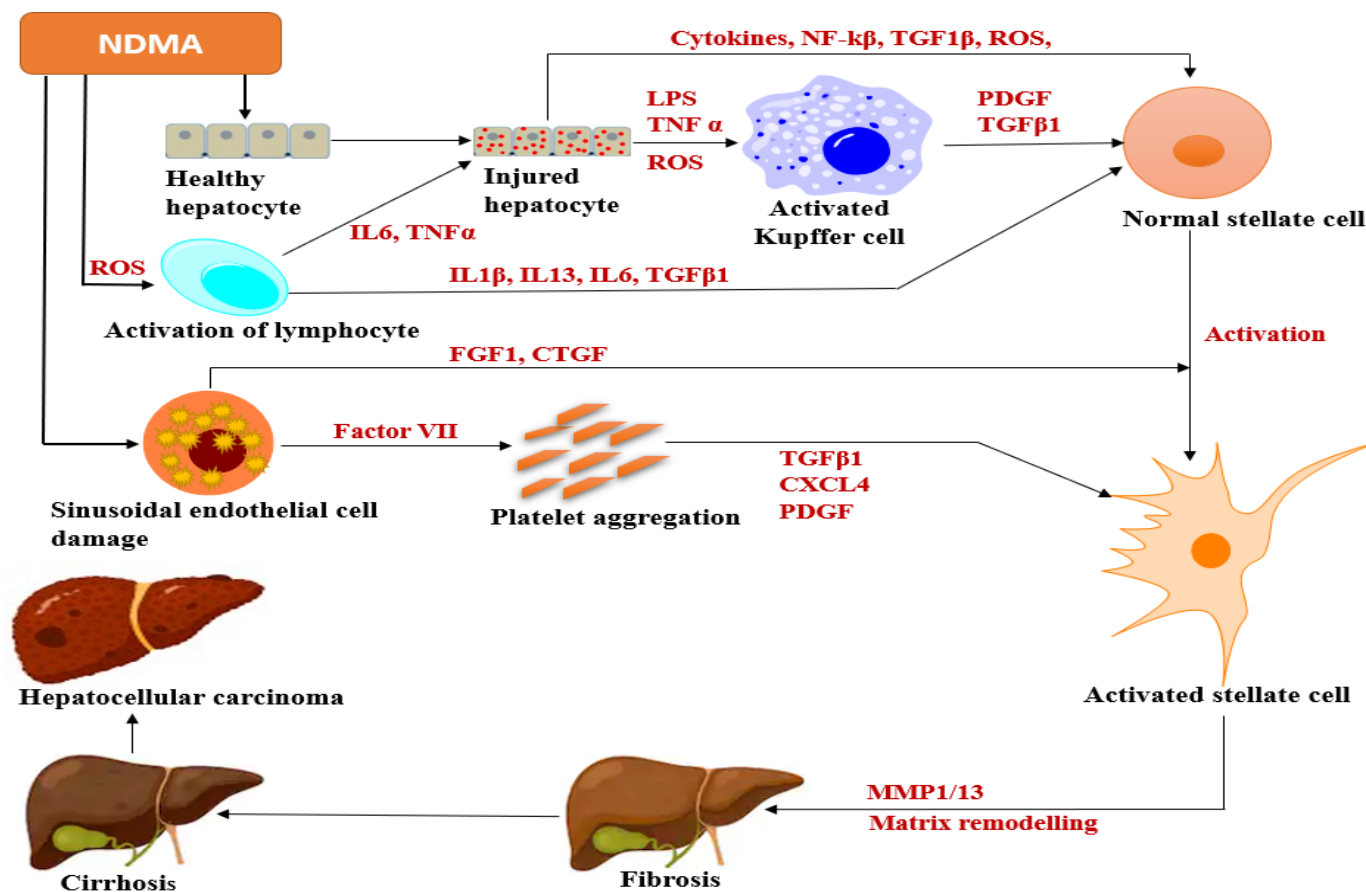 NDMA
Cytokines, NF-kβ, TGF1β, ROS,
LPS
TNF α
ROS
PDGF
TGFβ1
Healthy
hepatocyte
Injured
hepatocyte
Activated
Kupffer cell
Normal stellate cell
IL6, TNFα
ROS
IL1β, IL13, IL6, TGFβ1
Activation of lymphocyte
Activation
FGF1, CTGF
Factor VII
TGFβ1
CXCL4
PDGF
Sinusoidal endothelial cell
damage
Platelet aggregation
Hepatocellular carcinoma
Activated stellate cell
MMP1/13
Matrix remodelling
Cirrhosis
Fibrosis